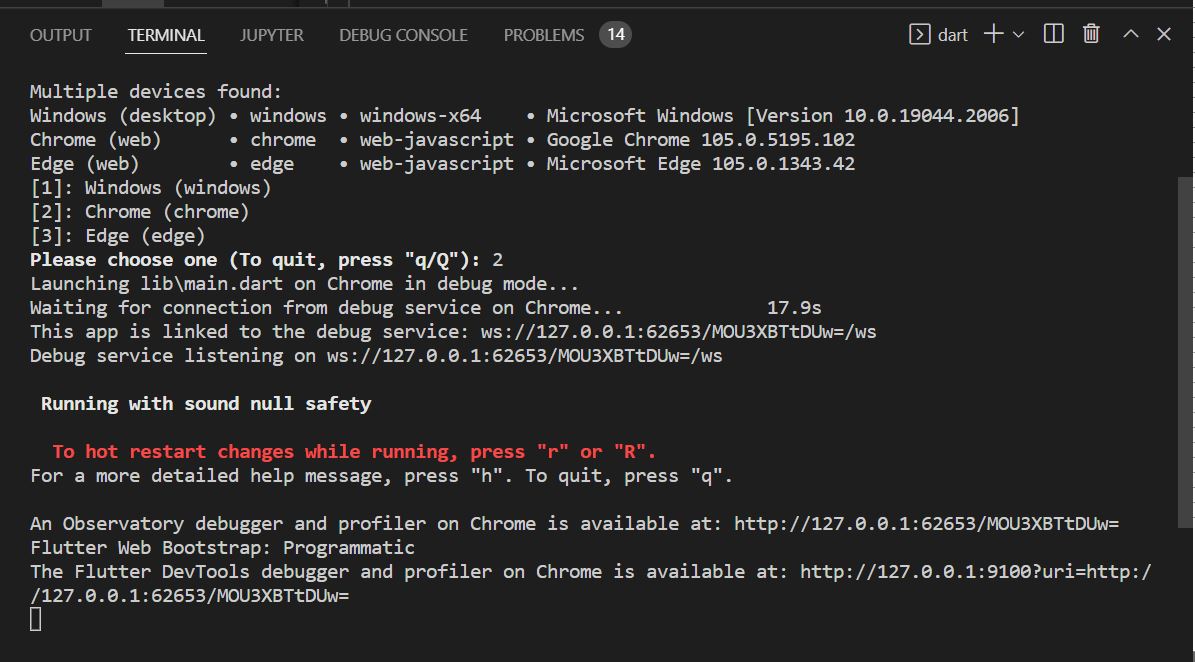 OUTPUT TERMINAL JUPYTER DEBUG CONSOLE PROBLEMS 14 dart
Multiple devices found:
Windows (desktop) • windows • windows-x64 • Microsoft Windows [Version 10.0.19044.2006]
Chrome (web) • chrome • web-javascript • Google Chrome 105.0.5195.102
Edge (web) • edge • web-javascript • Microsoft Edge 105.0.1343.42
[1]: Windows (windows)
[2]: Chrome (chrome)
[3]: Edge (edge)
Please choose one (To quit, press "q/Q"): 2
Launching lib\main.dart on Chrome in debug mode...
Waiting for connection from debug service on Chrome... 17.9s
This app is linked to the debug service: ws://127.0.0.1:62653/MOU3XBTtDUw=/ws
Debug service listening on ws://127.0.0.1:62653/MOU3XBTtDUw=/ws
Running with sound null safety
To hot restart changes while running, press "r" or "R".
For a more detailed help message, press "h". To quit, press "q".
An Observatory debugger and profiler on Chrome is available at: http://127.0.0.1:62653/MOU3XBTtDUw=
Flutter Web Bootstrap: Programmatic
The Flutter DevTools debugger and profiler on Chrome is available at: http://127.0.0.1:9100?uri=http:/
/127.0.0.1:62653/MOU3XBTtDUw=